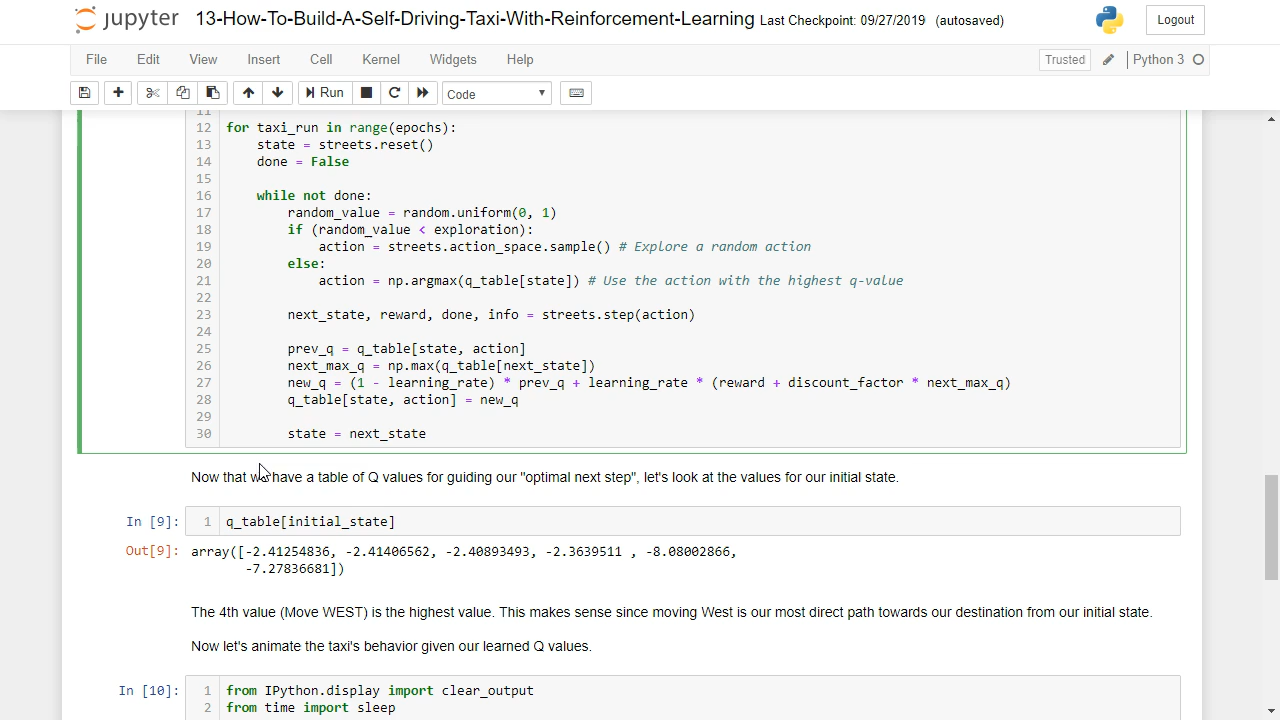 jupyter 13-How-To-Build-A-Self-Driving-Taxi-With-Reinforcement-Learning Last Checkpoint: 09/27/2019 (autosaved) Logout
File Edit View Insert Cell Kernel Widgets Help Trusted Python 3
Run Code
11
12 for taxi_run in range(epochs):
13 state = streets.reset()
14 done = False
15
16 while not done:
17 random_value = random.uniform(0, 1)
18 if (random_value < exploration):
19 action = streets.action_space.sample() # Explore a random action
20 else:
21 action = np.argmax(q_table[state]) # Use the action with the highest q-value
22
23 next_state, reward, done, info = streets.step(action)
24
25 prev_q = q_table[state, action]
26 next_max_q = np.max(q_table[next_state])
27 new_q = (1 - learning_rate) * prev_q + learning_rate * (reward + discount_factor * next_max_q)
28 q_table[state, action] = new_q
29
30 state = next_state
Now that we have a table of Q values for guiding our "optimal next step", let's look at the values for our initial state.
In [9]: 1 q_table[initial_state]
Out[9]: array([-2.41254836, -2.41406562, -2.40893493, -2.3639511 , -8.08002866,
-7.27836681])
The 4th value (Move WEST) is the highest value. This makes sense since moving West is our most direct path towards our destination from our initial state.
Now let's animate the taxi's behavior given our learned Q values.
In [10]: 1 from IPython.display import clear_output
2 from time import sleep